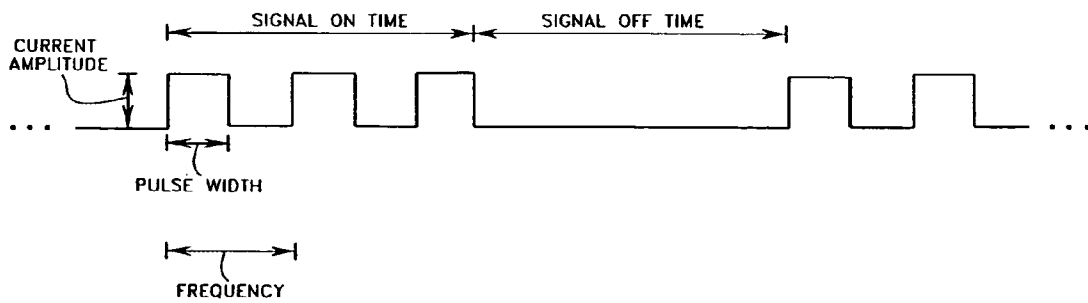 SIGNAL ON TIME
SIGNAL OFF TIME
CURRENT
AMPLITUDE
PULSE WIDTH
FREQUENCY